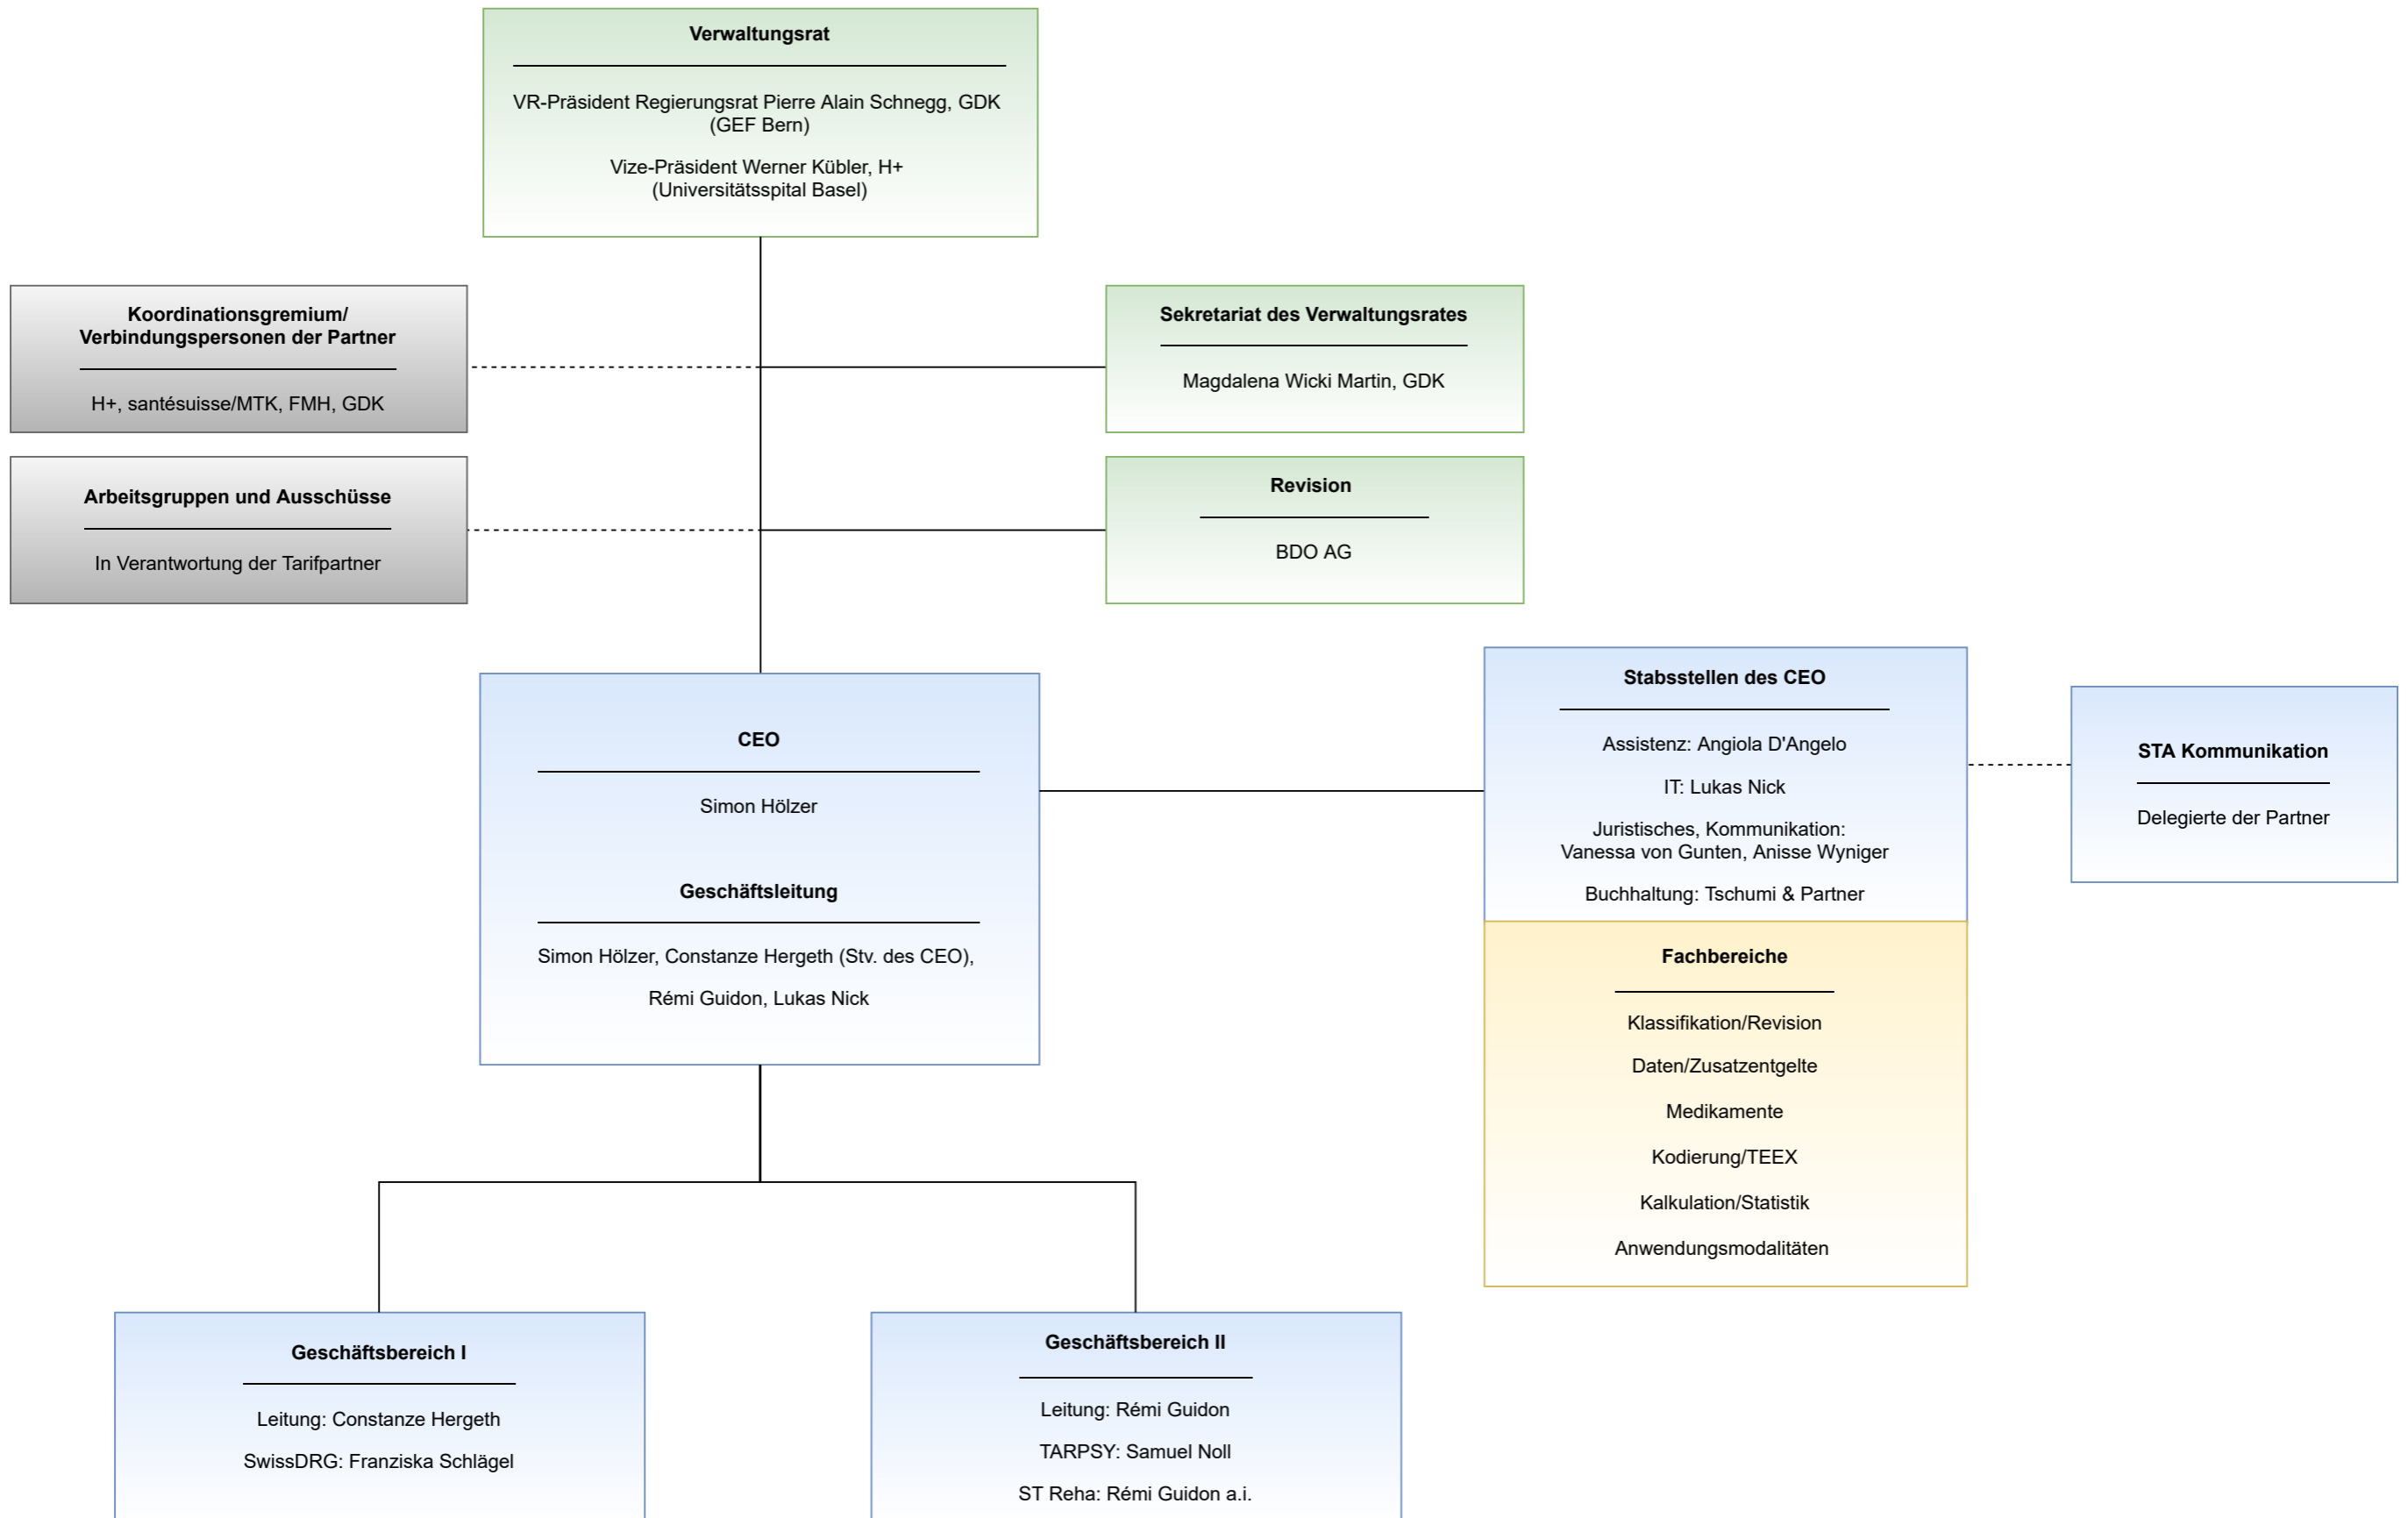 Verwaltungsrat
VR-Präsident Regierungsrat Pierre Alain Schnegg, GDK
(GEF Bern)
Vize-Präsident Werner Kübler, H+
(Universitätsspital Basel)
Koordinationsgremium/
Verbindungspersonen der Partner
H+, santésuisse/MTK, FMH, GDK
Sekretariat des Verwaltungsrates
Magdalena Wicki Martin, GDK
Arbeitsgruppen und Ausschüsse
In Verantwortung der Tarifpartner
Revision
BDO AG
CEO
Simon Hölzer
Geschäftsleitung
Simon Hölzer, Constanze Hergeth (Stv. des CEO),
Rémi Guidon, Lukas Nick
Stabsstellen des CEO
Assistenz: Angiola D'Angelo
IT: Lukas Nick
Juristisches, Kommunikation:
Vanessa von Gunten, Anisse Wyniger
Buchhaltung: Tschumi & Partner
STA Kommunikation
Delegierte der Partner
Fachbereiche
Klassifikation/Revision
Daten/Zusatzentgelte
Medikamente
Kodierung/TEEX
Kalkulation/Statistik
Anwendungsmodalitäten
Geschäftsbereich I
Leitung: Constanze Hergeth
SwissDRG: Franziska Schlägel
Geschäftsbereich II
Leitung: Rémi Guidon
TARPSY: Samuel Noll
ST Reha: Rémi Guidon a.i.